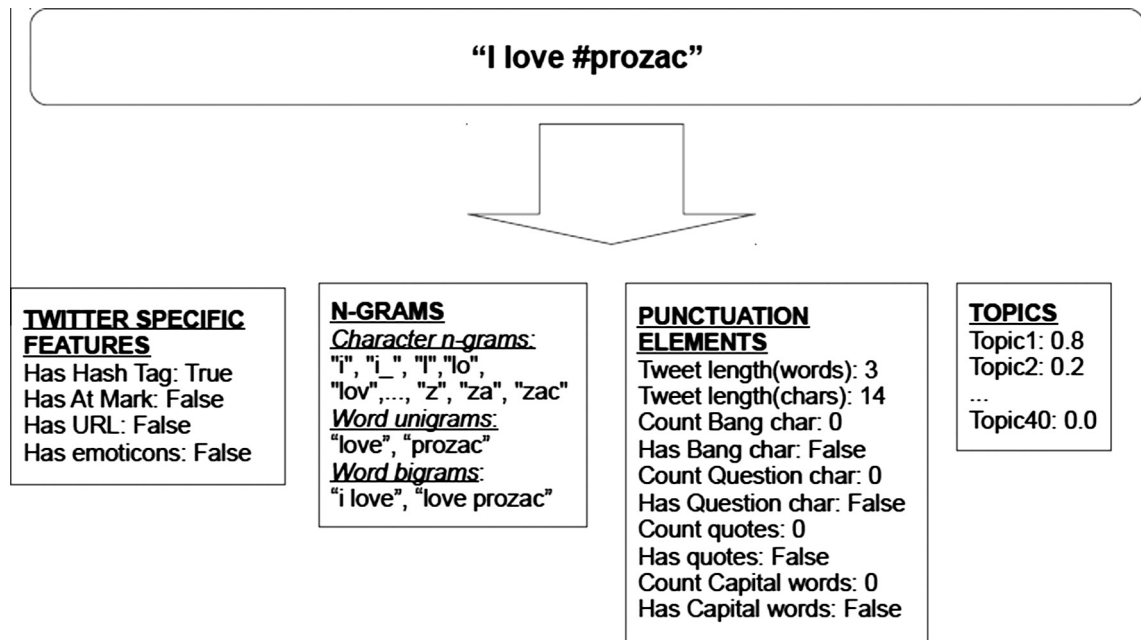 “I love #prozac”
TWITTER SPECIFIC
FEATURES
Has Hash Tag: True
Has At Mark: False
Has URL: False
Has emoticons: False
N-GRAMS
Character n-grams:
"i", "i_", "l","lo",
"lov",..., "z", "za", "zac"
Word unigrams:
“love”, “prozac”
Word bigrams:
“i love”, “love prozac”
PUNCTUATION
ELEMENTS
Tweet length(words): 3
Tweet length(chars): 14
Count Bang char: 0
Has Bang char: False
Count Question char: 0
Has Question char: False
Count quotes: 0
Has quotes: False
Count Capital words: 0
Has Capital words: False
TOPICS
Topic1: 0.8
Topic2: 0.2
...
Topic40: 0.0